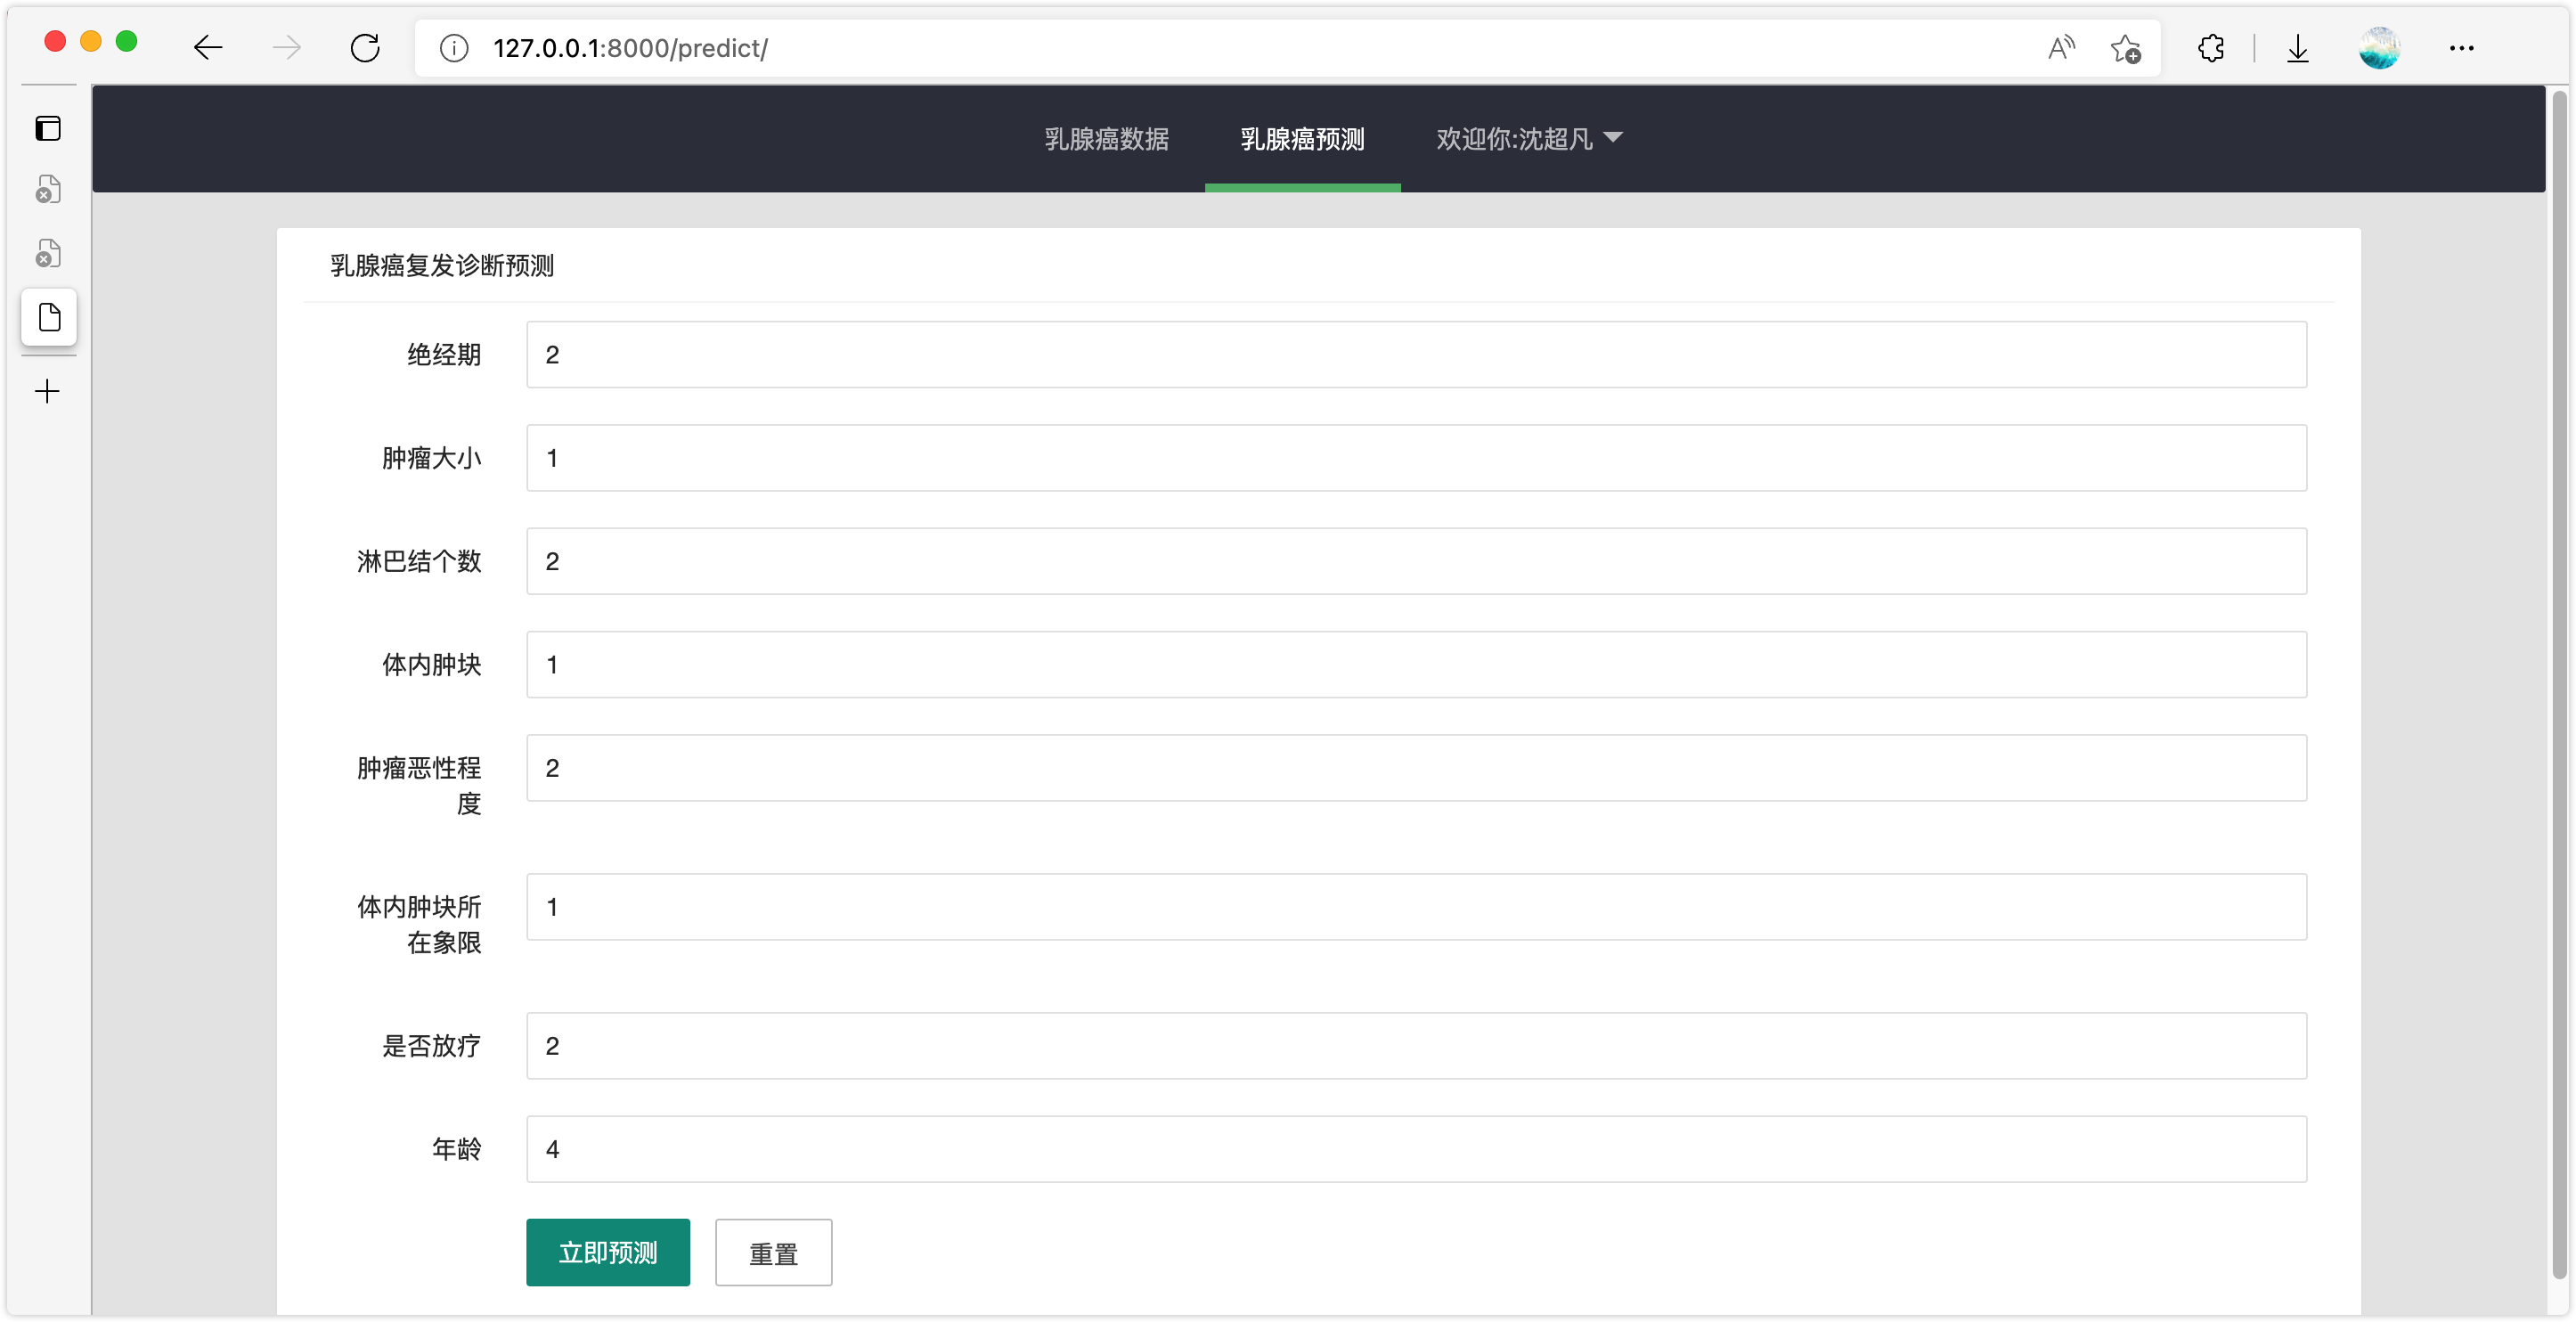 127.0.0.1:8000/predict/
乳腺癌数据
乳腺癌预测
欢迎你:沈超凡
乳腺癌复发诊断预测
绝经期
2
肿瘤大小
1
淋巴结个数
2
体内肿块
1
肿瘤恶性程
度
2
体内肿块所
在象限
1
是否放疗
2
年龄
4
立即预测
重置